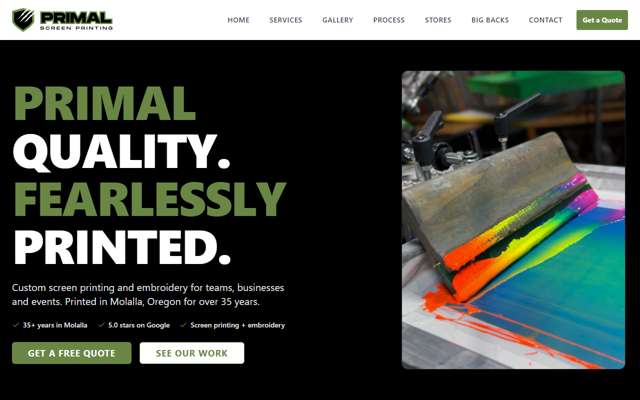 PRIMAL
SCREEN PRINTING
HOME SERVICES GALLERY PROCESS STORES BIG BACKS CONTACT Get a Quote
PRIMAL
QUALITY.
FEARLESSLY
PRINTED.
Custom screen printing and embroidery for teams, businesses
and events. Printed in Molalla, Oregon for over 35 years.
✓ 35+ years in Molalla ✓ 5.0 stars on Google ✓ Screen printing + embroidery
GET A FREE QUOTE SEE OUR WORK